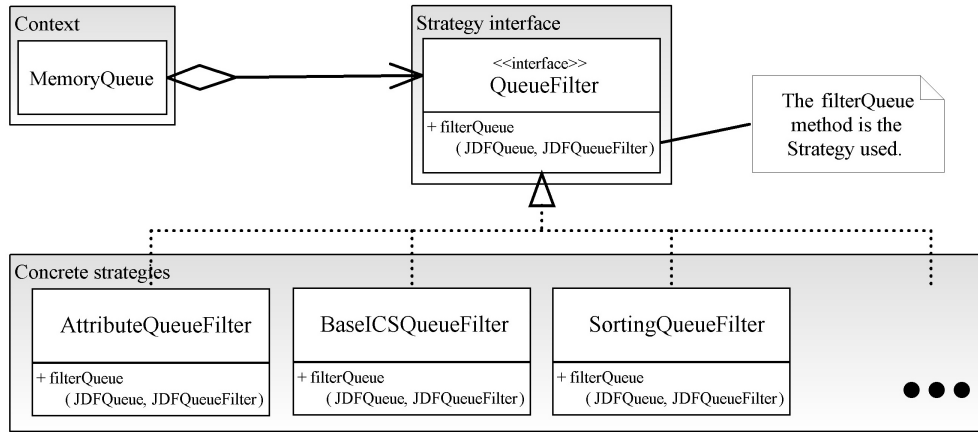 Context
MemoryQueue
Strategy interface
<<interface>>
QueueFilter
+ filterQueue
(JDFQueue, JDFQueueFilter)
The filterQueue
method is the
Strategy used.
Concrete strategies
AttributeQueueFilter
+ filterQueue
(JDFQueue, JDFQueueFilter)
BaseICSQueueFilter
+ filterQueue
(JDFQueue, JDFQueueFilter)
SortingQueueFilter
+ filterQueue
(JDFQueue, JDFQueueFilter)